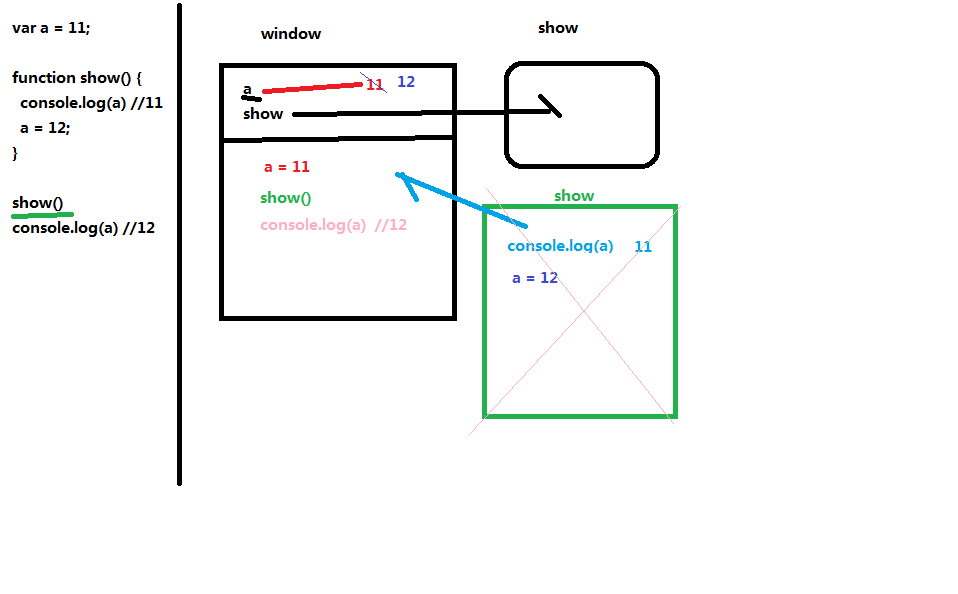 var a = 11;
function show() {
console.log(a) //11
a = 12;
}
show()
console.log(a) //12
window
a 11 12
show
a = 11
show()
console.log(a) //12
show
show
console.log(a) 11
a = 12